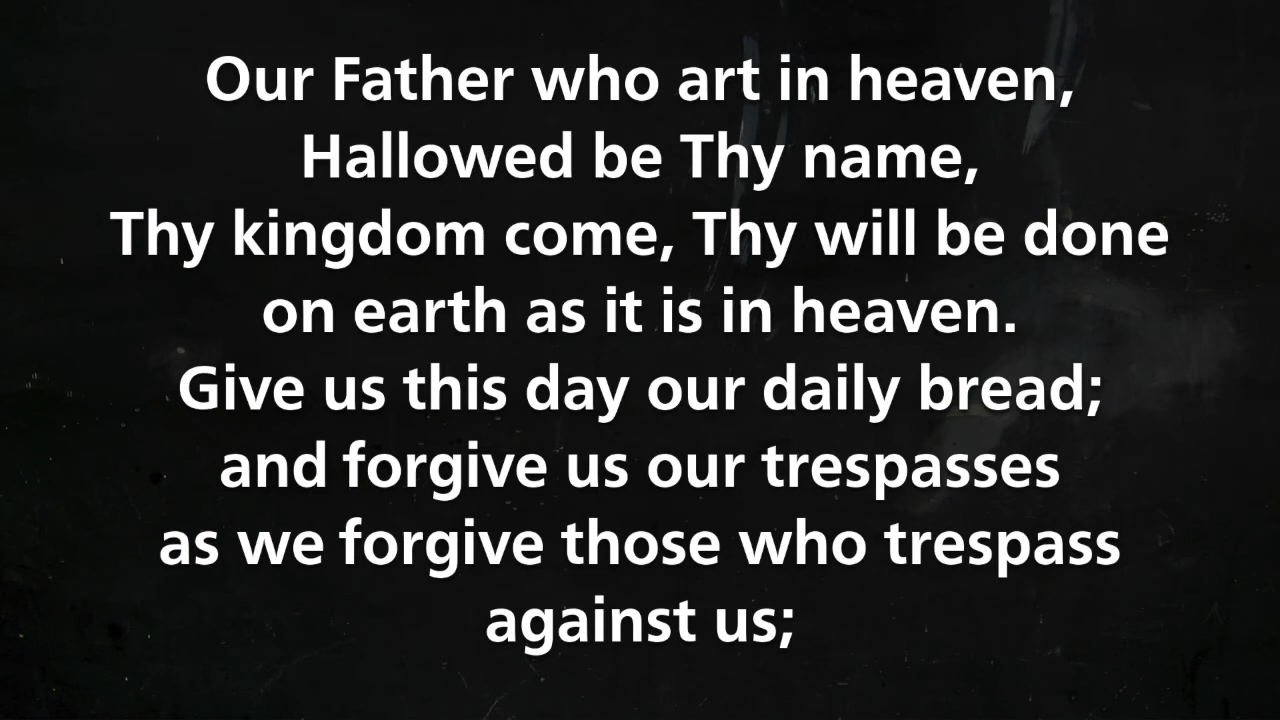 Our Father who art in heaven,
Hallowed be Thy name,
Thy kingdom come, Thy will be done
on earth as it is in heaven.
Give us this day our daily bread;
and forgive us our trespasses
as we forgive those who trespass
against us;